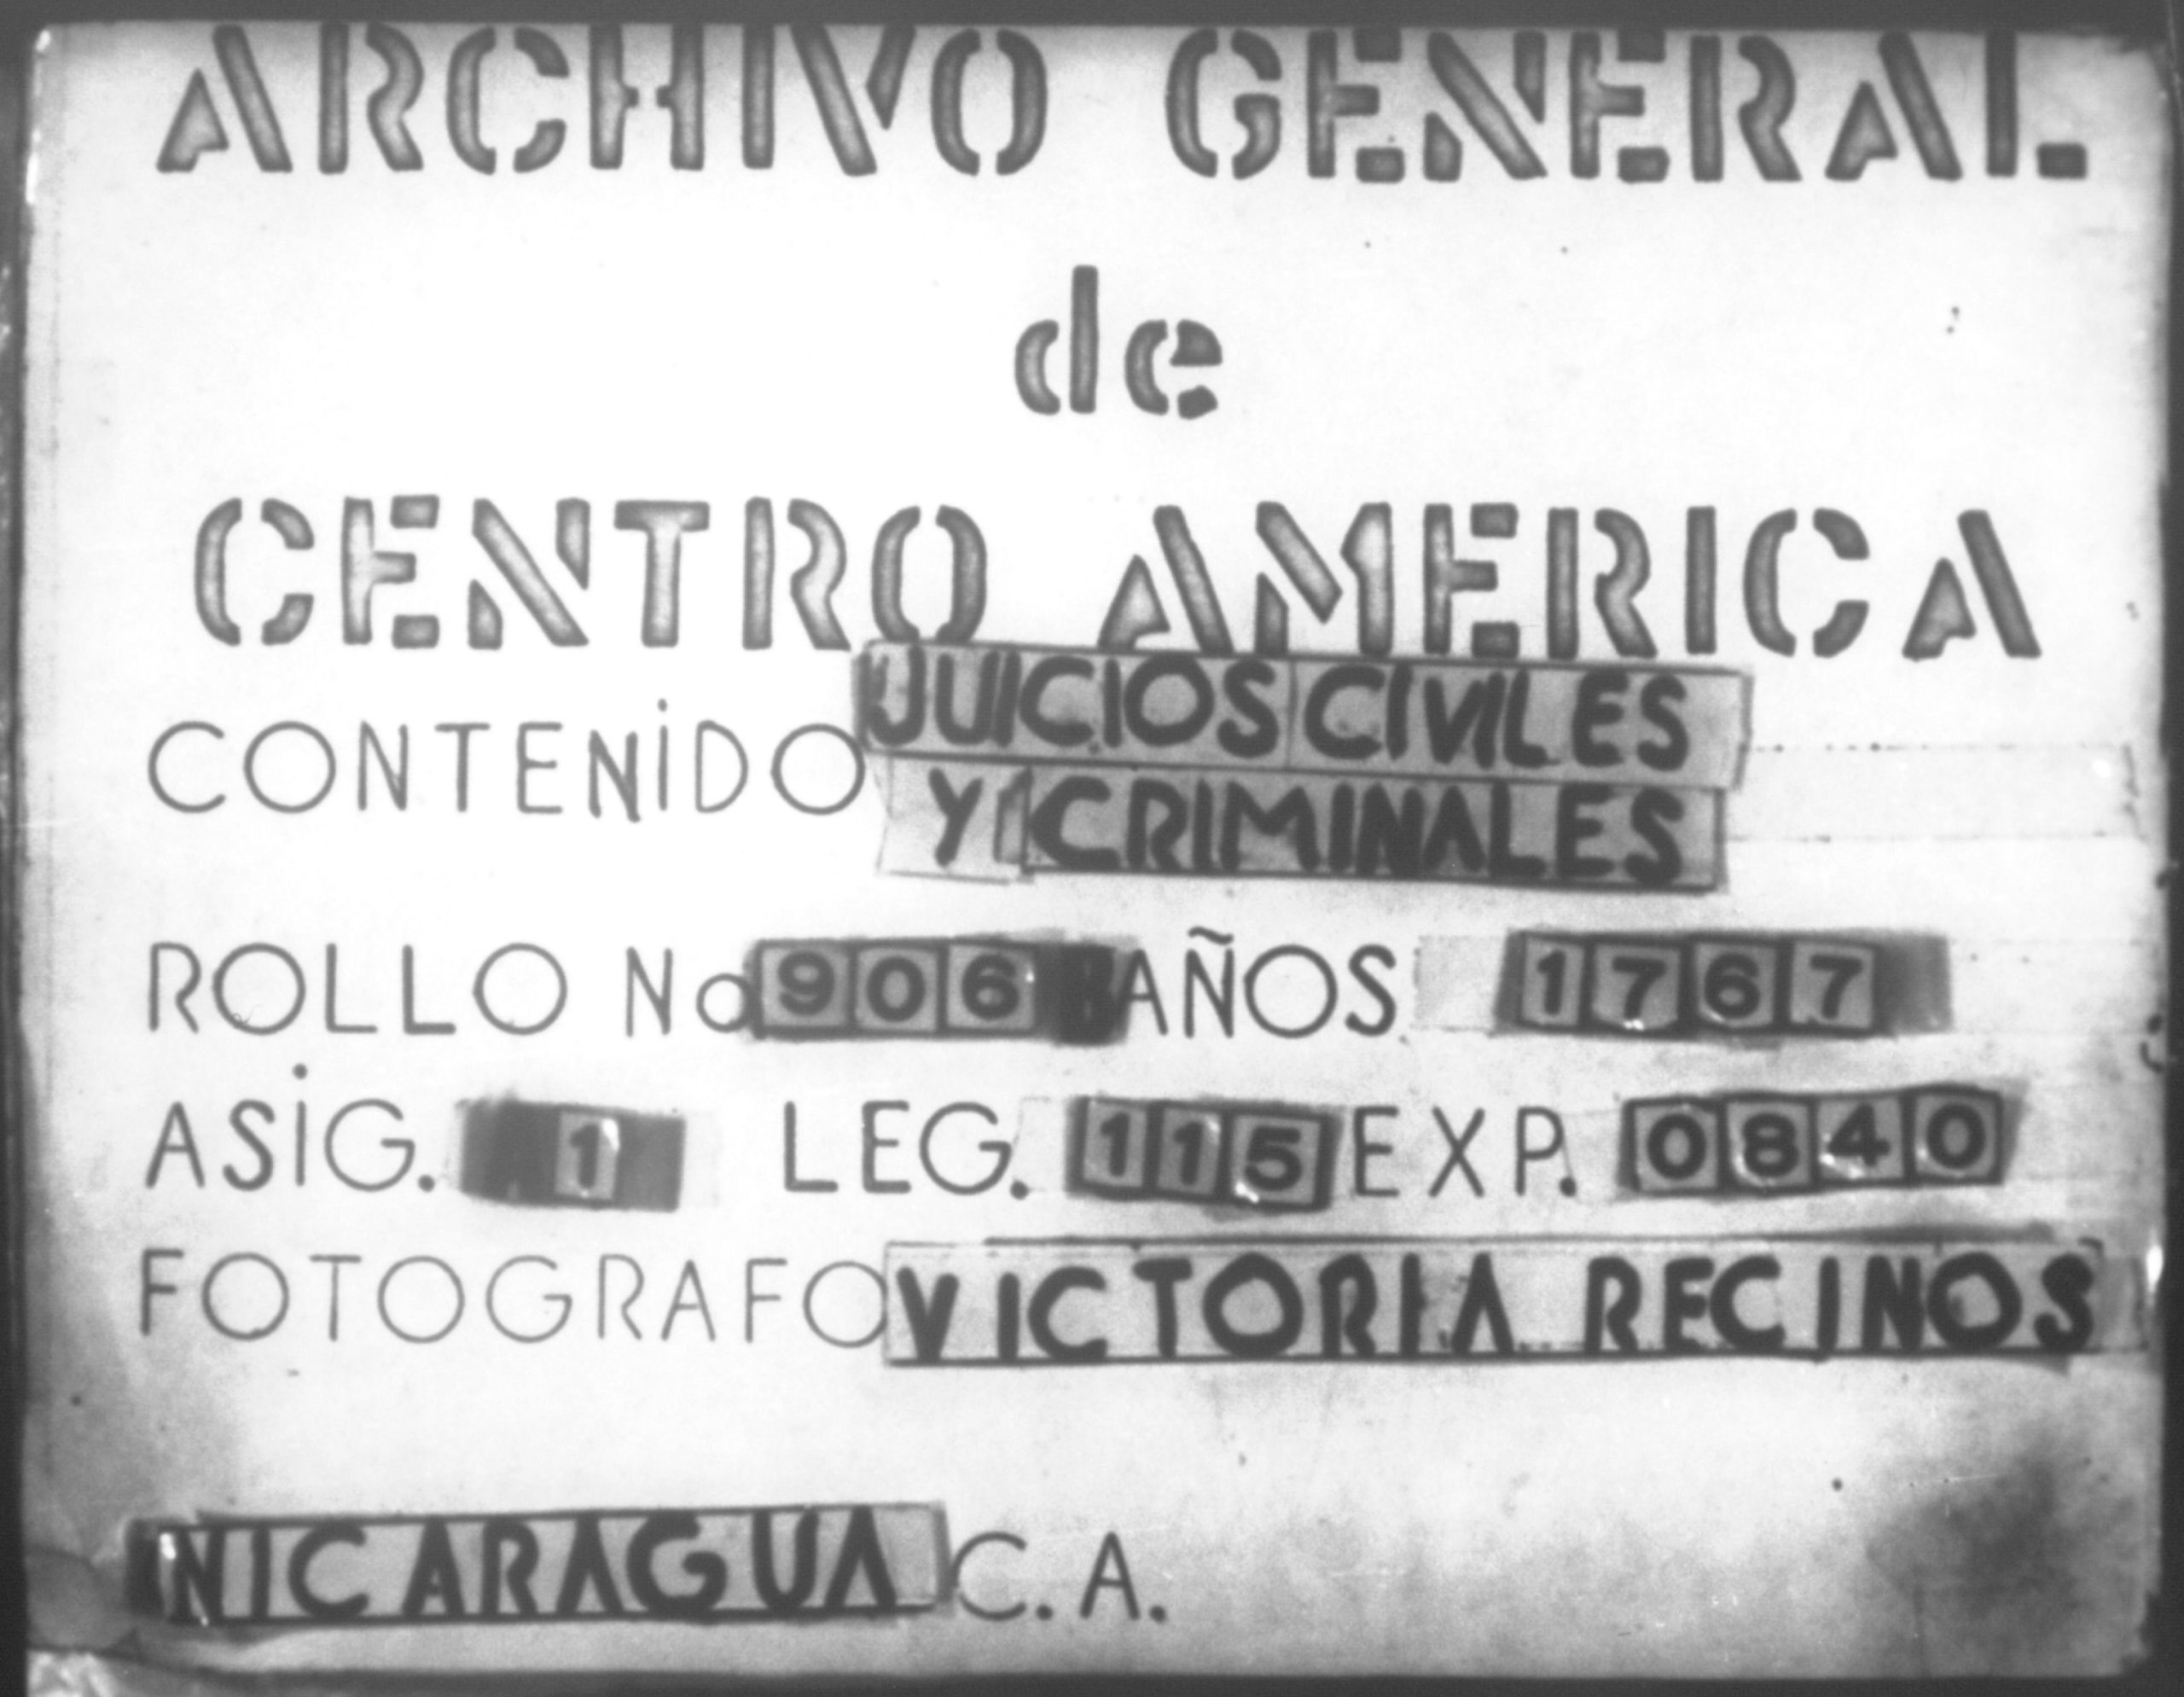 ARCHIVO GENERAL
de
CENTRO AMERICA
CONTENIDO JUICIOS CIVILES
Y CRIMINALES
ROLLO No 906 AÑOS 1767
ASIG. 1 LEG. 115 EXP. 0840
FOTOGRAFO VICTORIA RECINOS
NICARAGUA C.A.